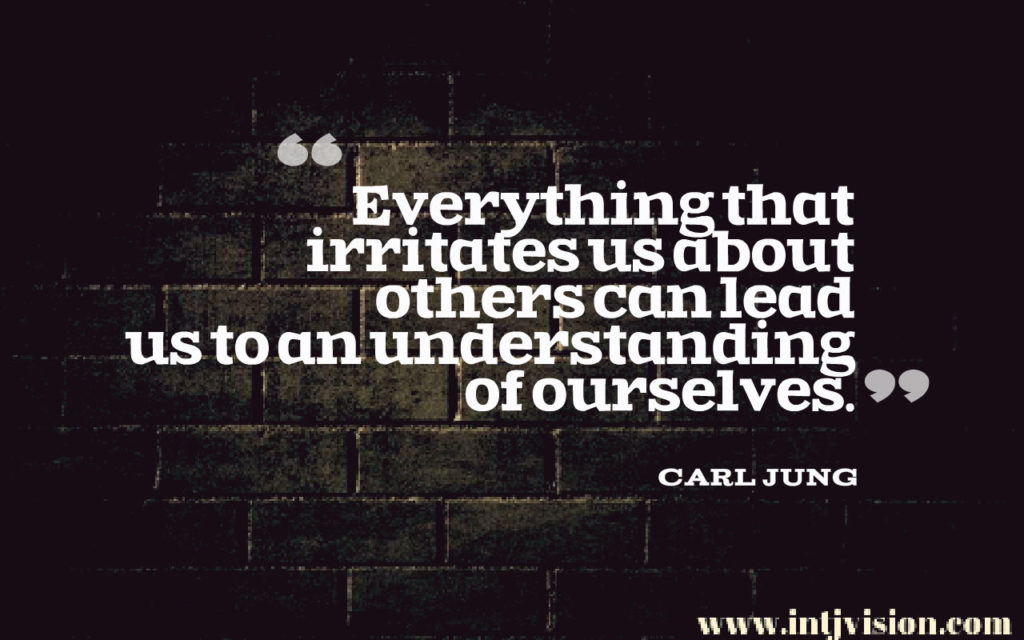 “
Everything that
irritates us about
others can lead
us to an understanding
of ourselves.”
CARL JUNG
www.intjvision.com